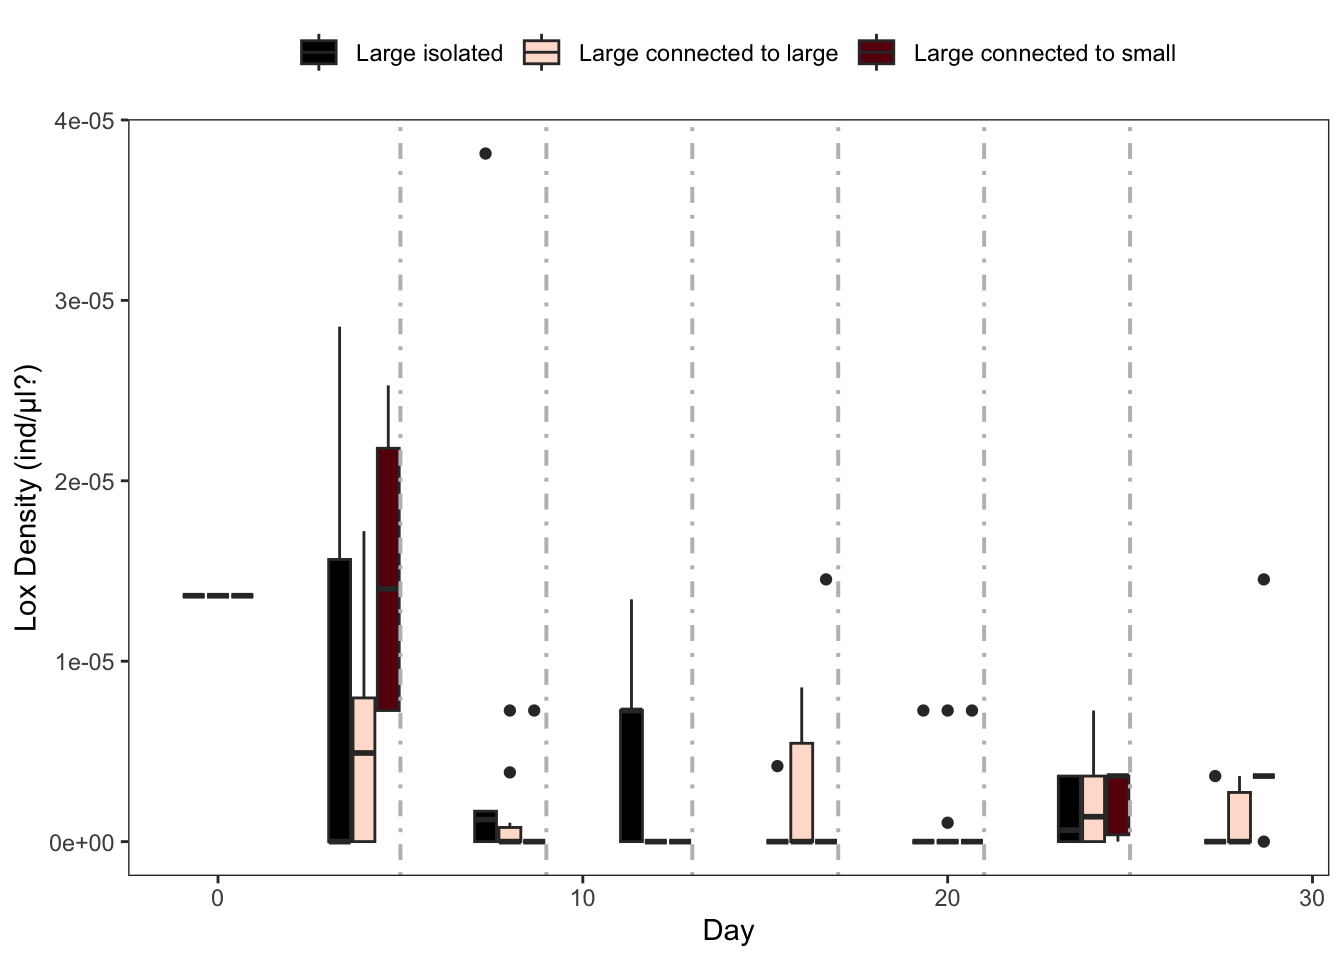 Large isolated Large connected to large Large connected to small
4e-05
3e-05
2e-05
1e-05
0e+00
Lox Density (ind/µl?)
0 10 20 30
Day